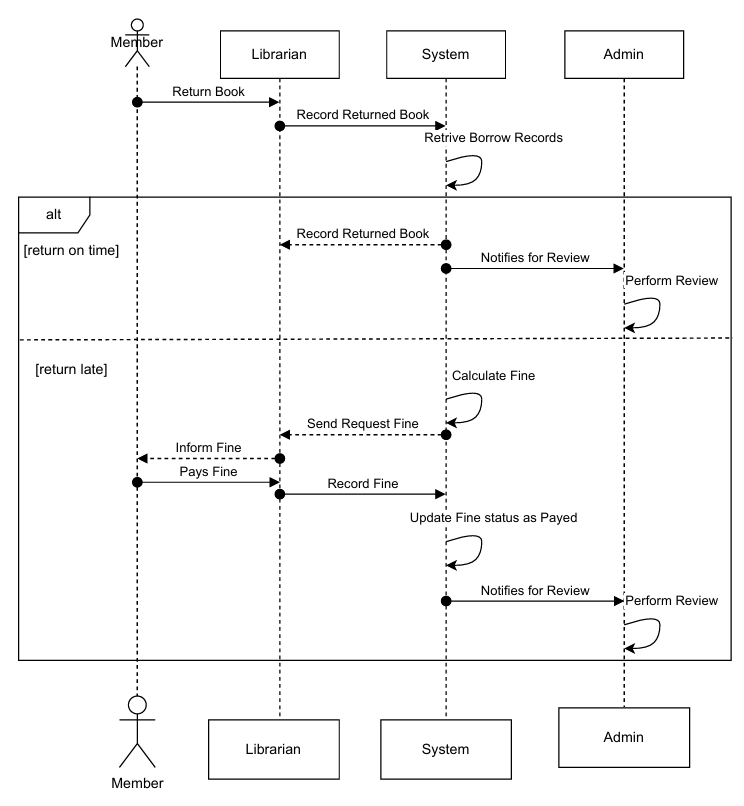 Member
Librarian
System
Admin
Return Book
Record Returned Book
Retrive Borrow Records
alt
[return on time]
Record Returned Book
Notifies for Review
Perform Review
[return late]
Calculate Fine
Send Request Fine
Inform Fine
Pays Fine
Record Fine
Update Fine status as Payed
Notifies for Review
Perform Review
Librarian
System
Admin
Member